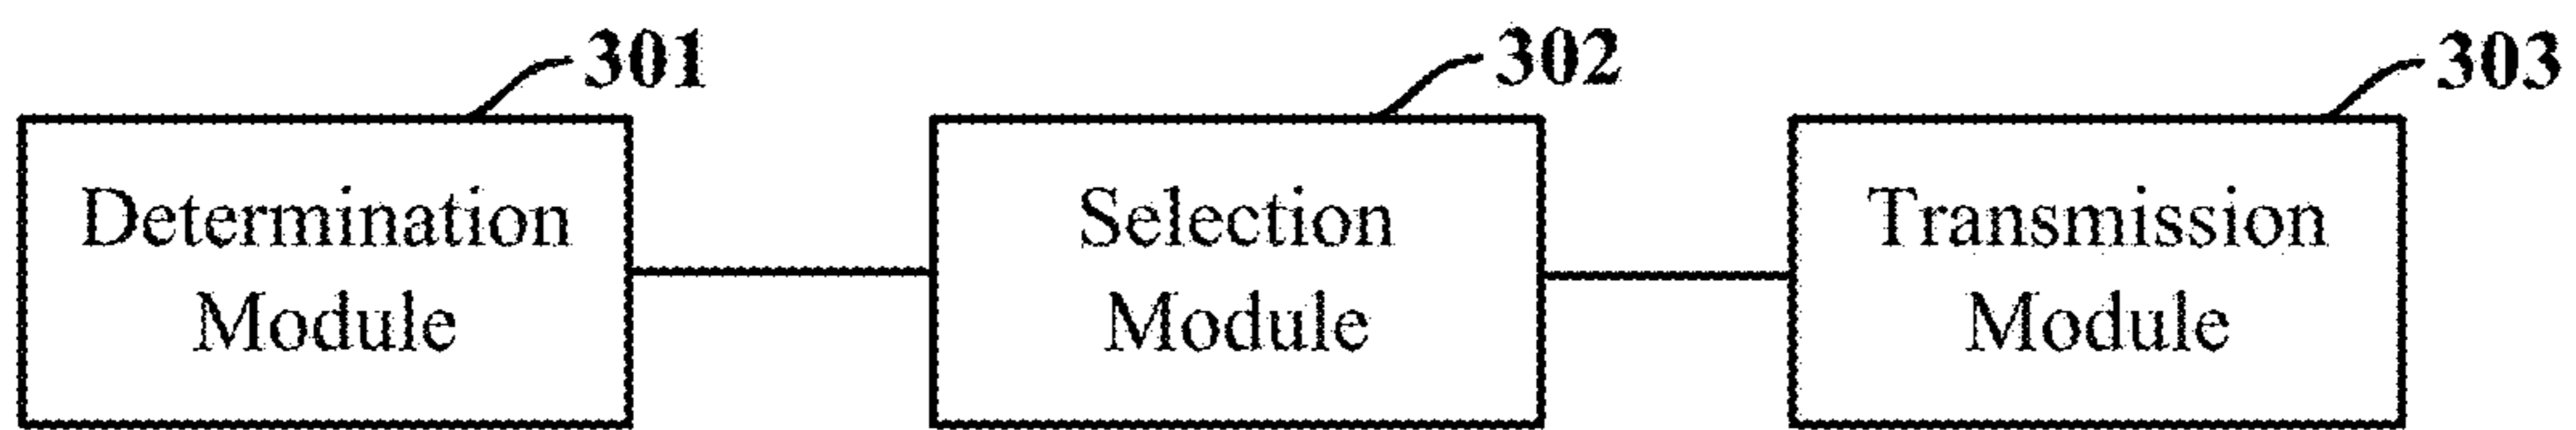 301
302
303
Determination
Module
Selection
Module
Transmission
Module